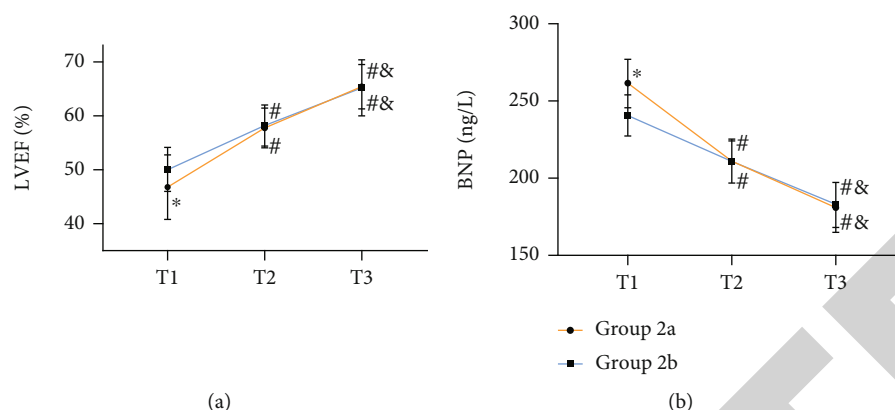 LVEF (%)
70
60
50
40
*
#
#
#&
#&
T1
T2
T3
(a)
BNP (ng/L)
300
250
200
150
*
#
#
#&
#&
T1
T2
T3
Group 2a
Group 2b
(b)